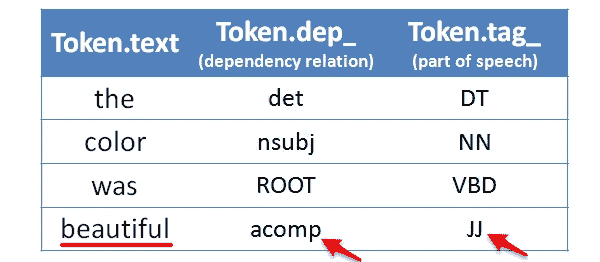 Token.text Token.dep_ Token.tag_
(dependency relation) (part of speech)
the det DT
color nsubj NN
was ROOT VBD
beautiful acomp JJ